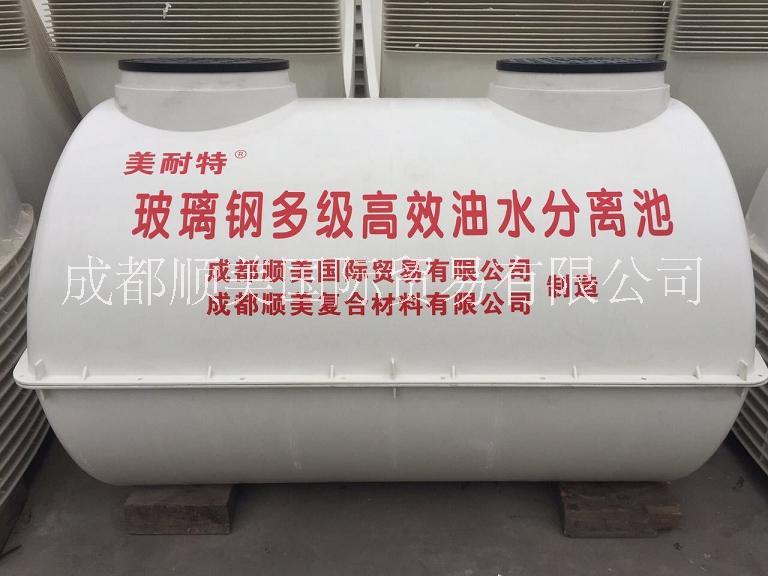 美耐特®
玻璃钢多级高效油水分离池
成都顺美国际贸易有限公司
成都顺美复合材料有限公司
制造
成都顺美国际贸易有限公司